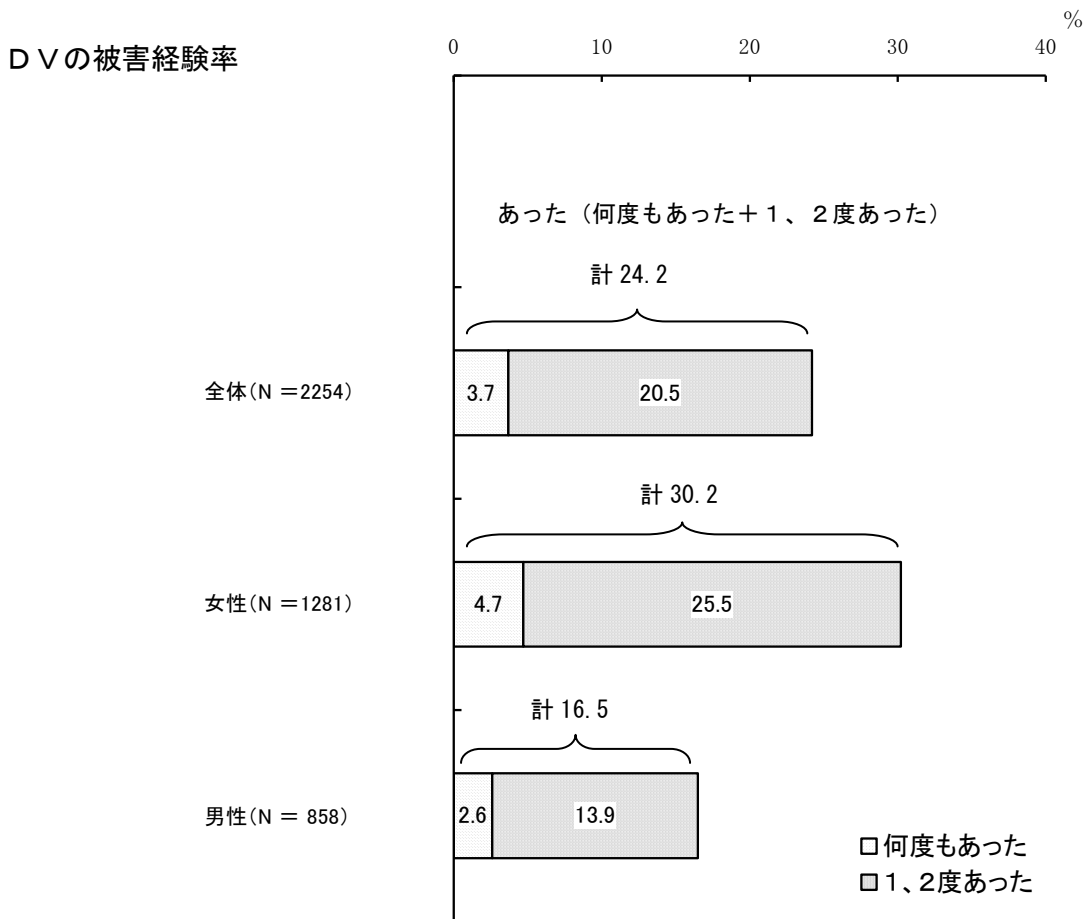 %
0 10 20 30 40
ＤＶの被害経験率
あった（何度もあった＋１、２度あった）
計 24.2
全体(N ＝2254) 3.7 20.5
計 30.2
女性(N ＝1281) 4.7 25.5
計 16.5
男性(N ＝ 858) 2.6 13.9
何度もあった
１、２度あった